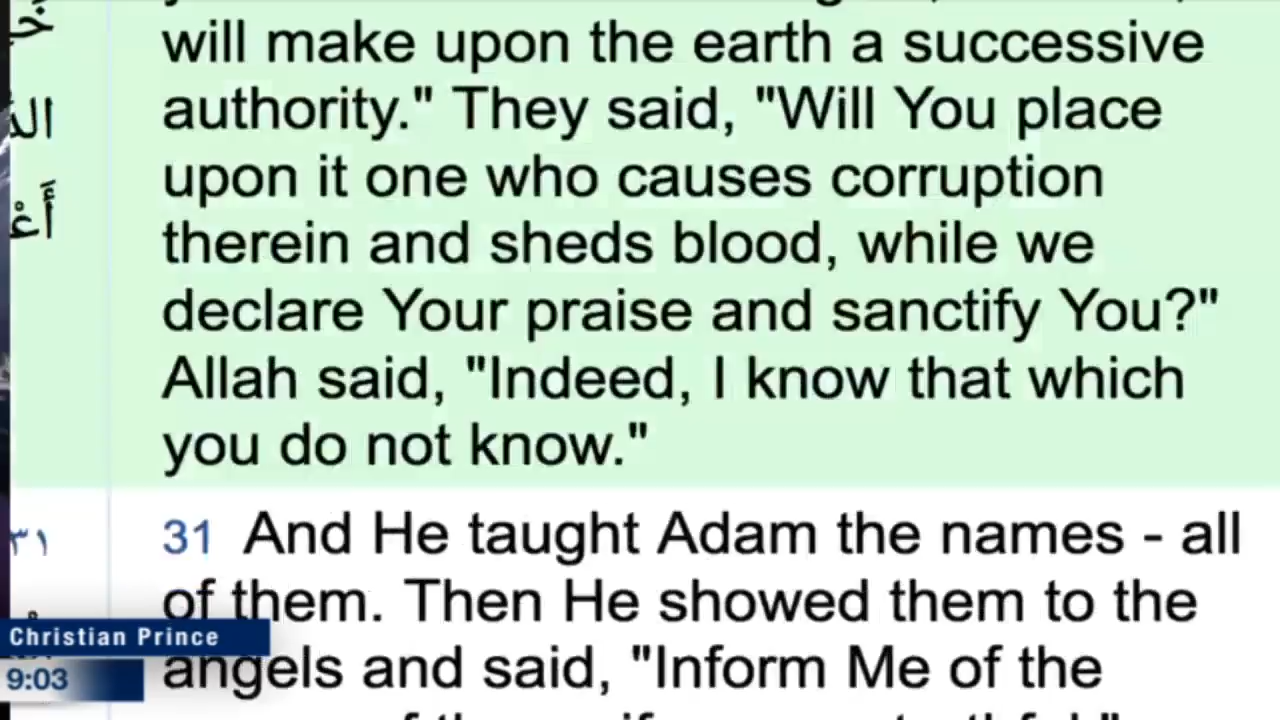 will make upon the earth a successive
authority." They said, "Will You place
upon it one who causes corruption
therein and sheds blood, while we
declare Your praise and sanctify You?"
Allah said, "Indeed, I know that which
you do not know."
31 And He taught Adam the names - all
of them. Then He showed them to the
angels and said, "Inform Me of the
٣١
Christian Prince
9:03